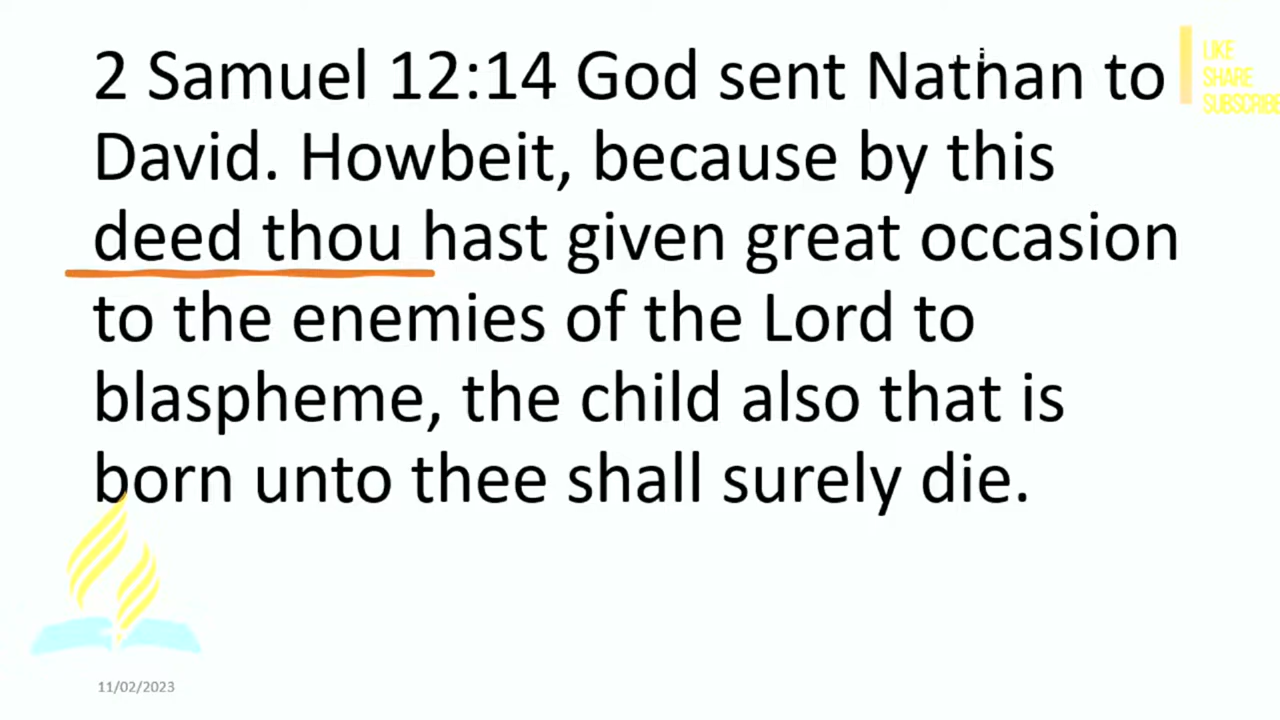 2 Samuel 12:14 God sent Nathan to
David. Howbeit, because by this
deed thou hast given great occasion
to the enemies of the Lord to
blaspheme, the child also that is
born unto thee shall surely die.
LIKE
SHARE
SUBSCRIBE
11/02/2023